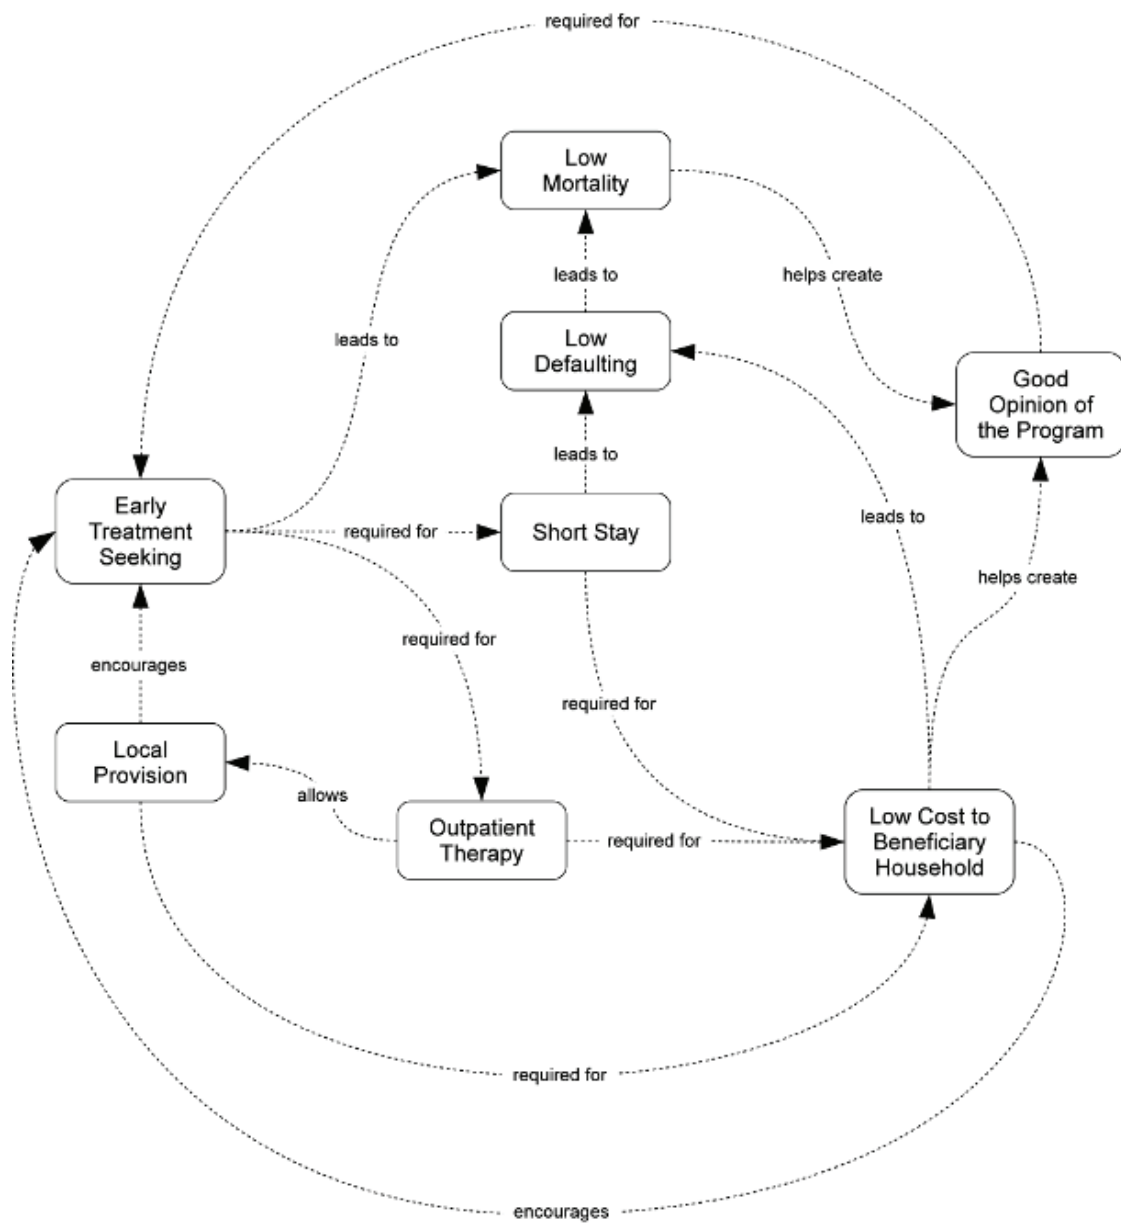 required for
Low
Mortality
leads to
helps create
leads to
Low
Defaulting
Good
Opinion of
the Program
leads to
Early
Treatment
Seeking
required for
Short Stay
leads to
helps create
required for
encourages
required for
Local
Provision
allows
Outpatient
Therapy
required for
Low Cost to
Beneficiary
Household
required for
encourages